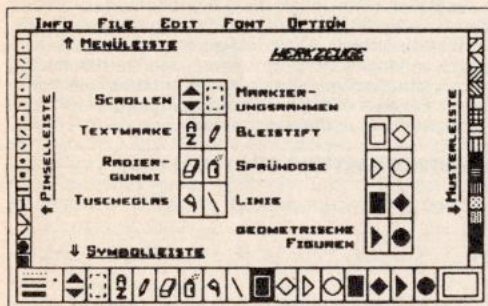 INFO FILE EDIT FONT OPTION
⇑ MENÜLEISTE
WERKZEUGE
SCROLLEN
MARKIER-
UNGSRAHMEN
TEXTMARKE
A
Z
BLEISTIFT
RADIER-
GUMMI
SPRÜHDOSE
TUSCHEGLAS
LINIE
GEOMETRISCHE
FIGUREN
⇑ PINSELLEISTE
⇓ MUSTERLEISTE
⇓ SYMBOLLEISTE
A
Z